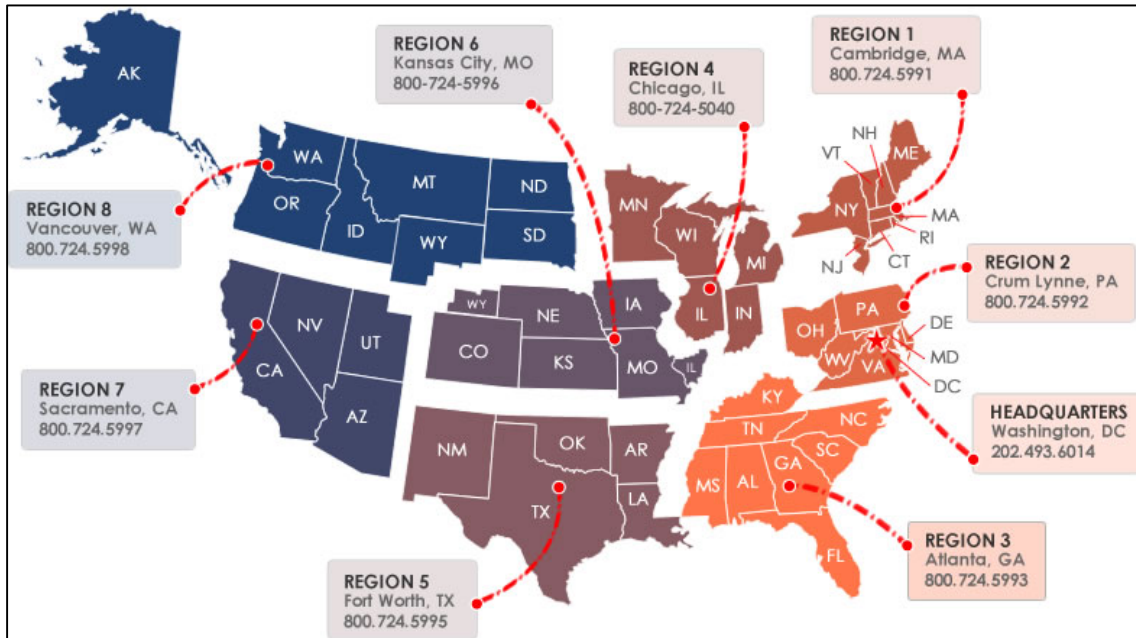 REGION 6
Kansas City, MO
800-724-5996
REGION 4
Chicago, IL
800-724-5040
REGION 1
Cambridge, MA
800.724.5991
REGION 8
Vancouver, WA
800.724.5998
REGION 2
Crum Lynne, PA
800.724.5992
REGION 7
Sacramento, CA
800.724.5997
HEADQUARTERS
Washington, DC
202.493.6014
REGION 5
Fort Worth, TX
800.724.5995
REGION 3
Atlanta, GA
800.724.5993
AK
WA
OR
ID
MT
WY
ND
SD
MN
WI
MI
IL
IN
NH
VT
ME
NY
MA
RI
CT
NJ
CA
NV
UT
AZ
WY
NE
IA
CO
KS
MO
IL
OH
PA
WV
VA
DE
MD
DC
NM
OK
TX
AR
LA
KY
TN
NC
SC
MS
AL
GA
FL